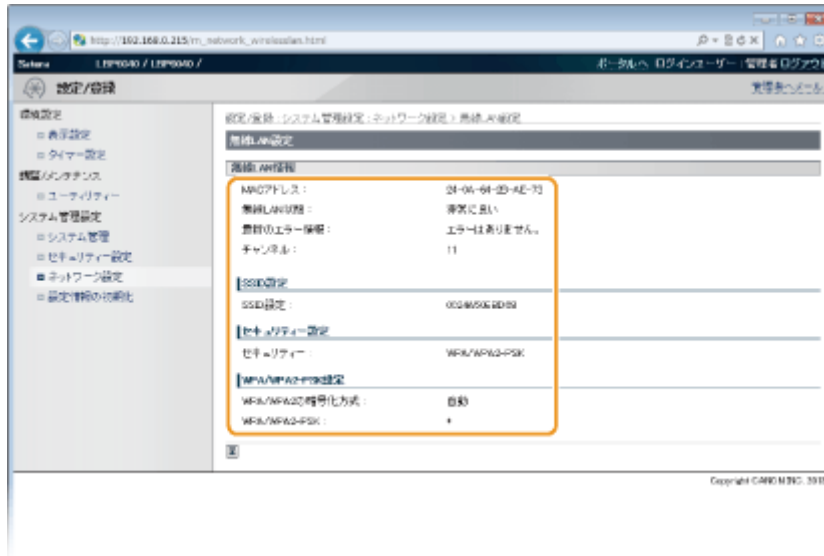 http://192.168.0.215/m_network_wirelesslan.html
Satera LBP6040 / LBP6040 / ポータルへ ログインユーザー: 管理者 ログアウト
設定/登録 管理者へメール
環境設定
表示設定
タイマー設定
調整/メンテナンス
ユーティリティー
システム管理設定
システム管理
セキュリティー設定
ネットワーク設定
設定情報の初期化
設定/登録 : システム管理設定 : ネットワーク設定 > 無線LAN設定
無線LAN設定
無線LAN情報
MACアドレス :
無線LAN状態 : 非常に良い
最新のエラー情報 : エラーはありません。
チャンネル : 11
SSID設定
SSID設定 :
セキュリティー設定
セキュリティー : WPA/WPA2-PSK
WPA/WPA2-PSK設定
WPA/WPA2の暗号化方式 : 自動
WPA/WPA2-PSK : *
Copyright CANON INC.